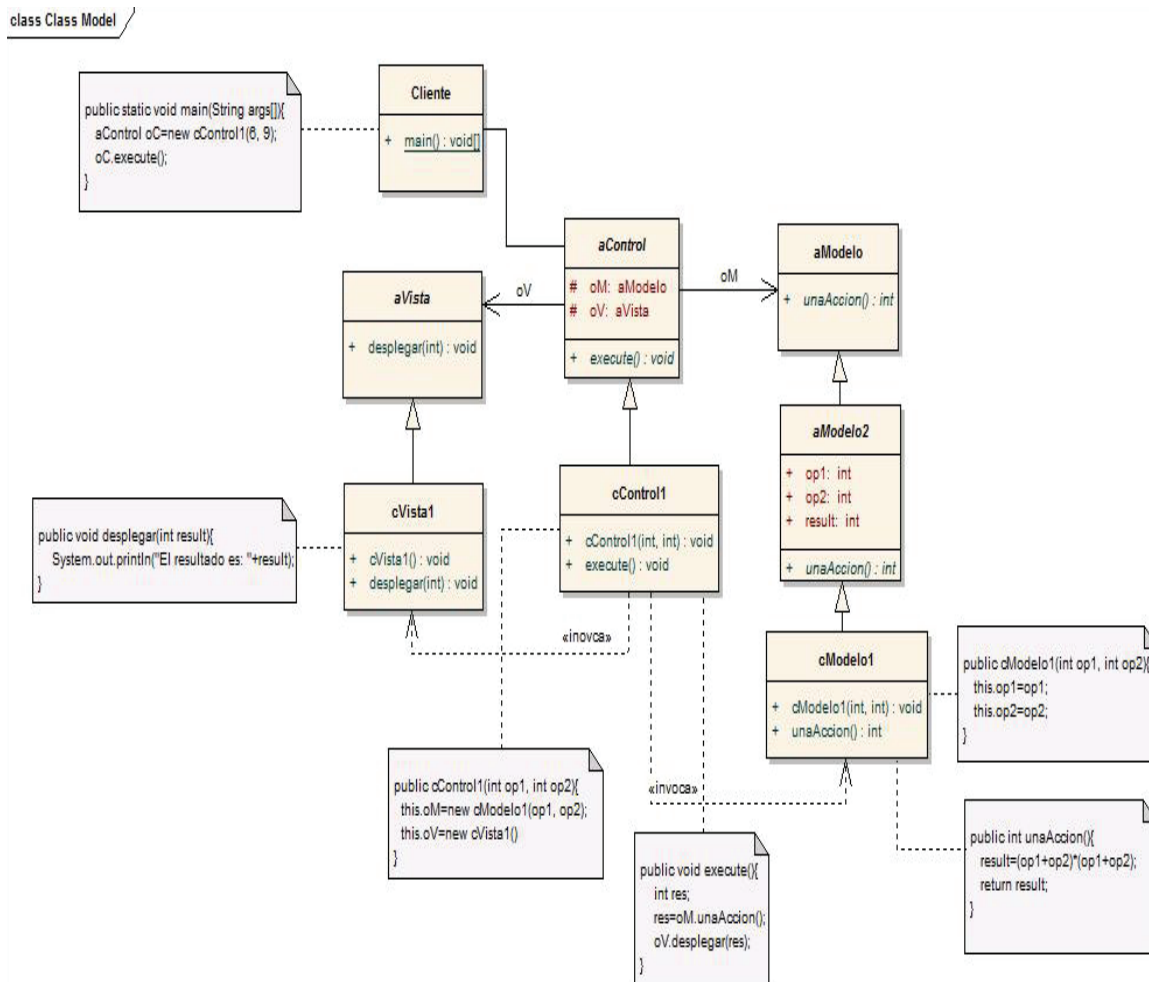 class Class Model
public static void main(String args[]){
aControl oC=new cControl1(6, 9);
oC.execute();
}
Cliente
+ main() : void[]
aControl
# oM: aModelo
# oV: aVista
+ execute() : void
oV
oM
aVista
+ desplegar(int) : void
aModelo
+ unaAccion() : int
aModelo2
+ op1: int
+ op2: int
+ result: int
+ unaAccion() : int
public void desplegar(int result){
System.out.println("El resultado es: "+result);
}
cVista1
+ cVista1() : void
+ desplegar(int) : void
cControl1
+ cControl1(int, int) : void
+ execute() : void
«inovca»
cModelo1
+ cModelo1(int, int) : void
+ unaAccion() : int
public cModelo1(int op1, int op2){
this.op1=op1;
this.op2=op2;
}
«invoca»
public cControl1(int op1, int op2){
this.oM=new cModelo1(op1, op2);
this.oV=new cVista1()
}
public void execute(){
int res;
res=oM.unaAccion();
oV.desplegar(res);
}
public int unaAccion(){
result=(op1+op2)*(op1+op2);
return result;
}